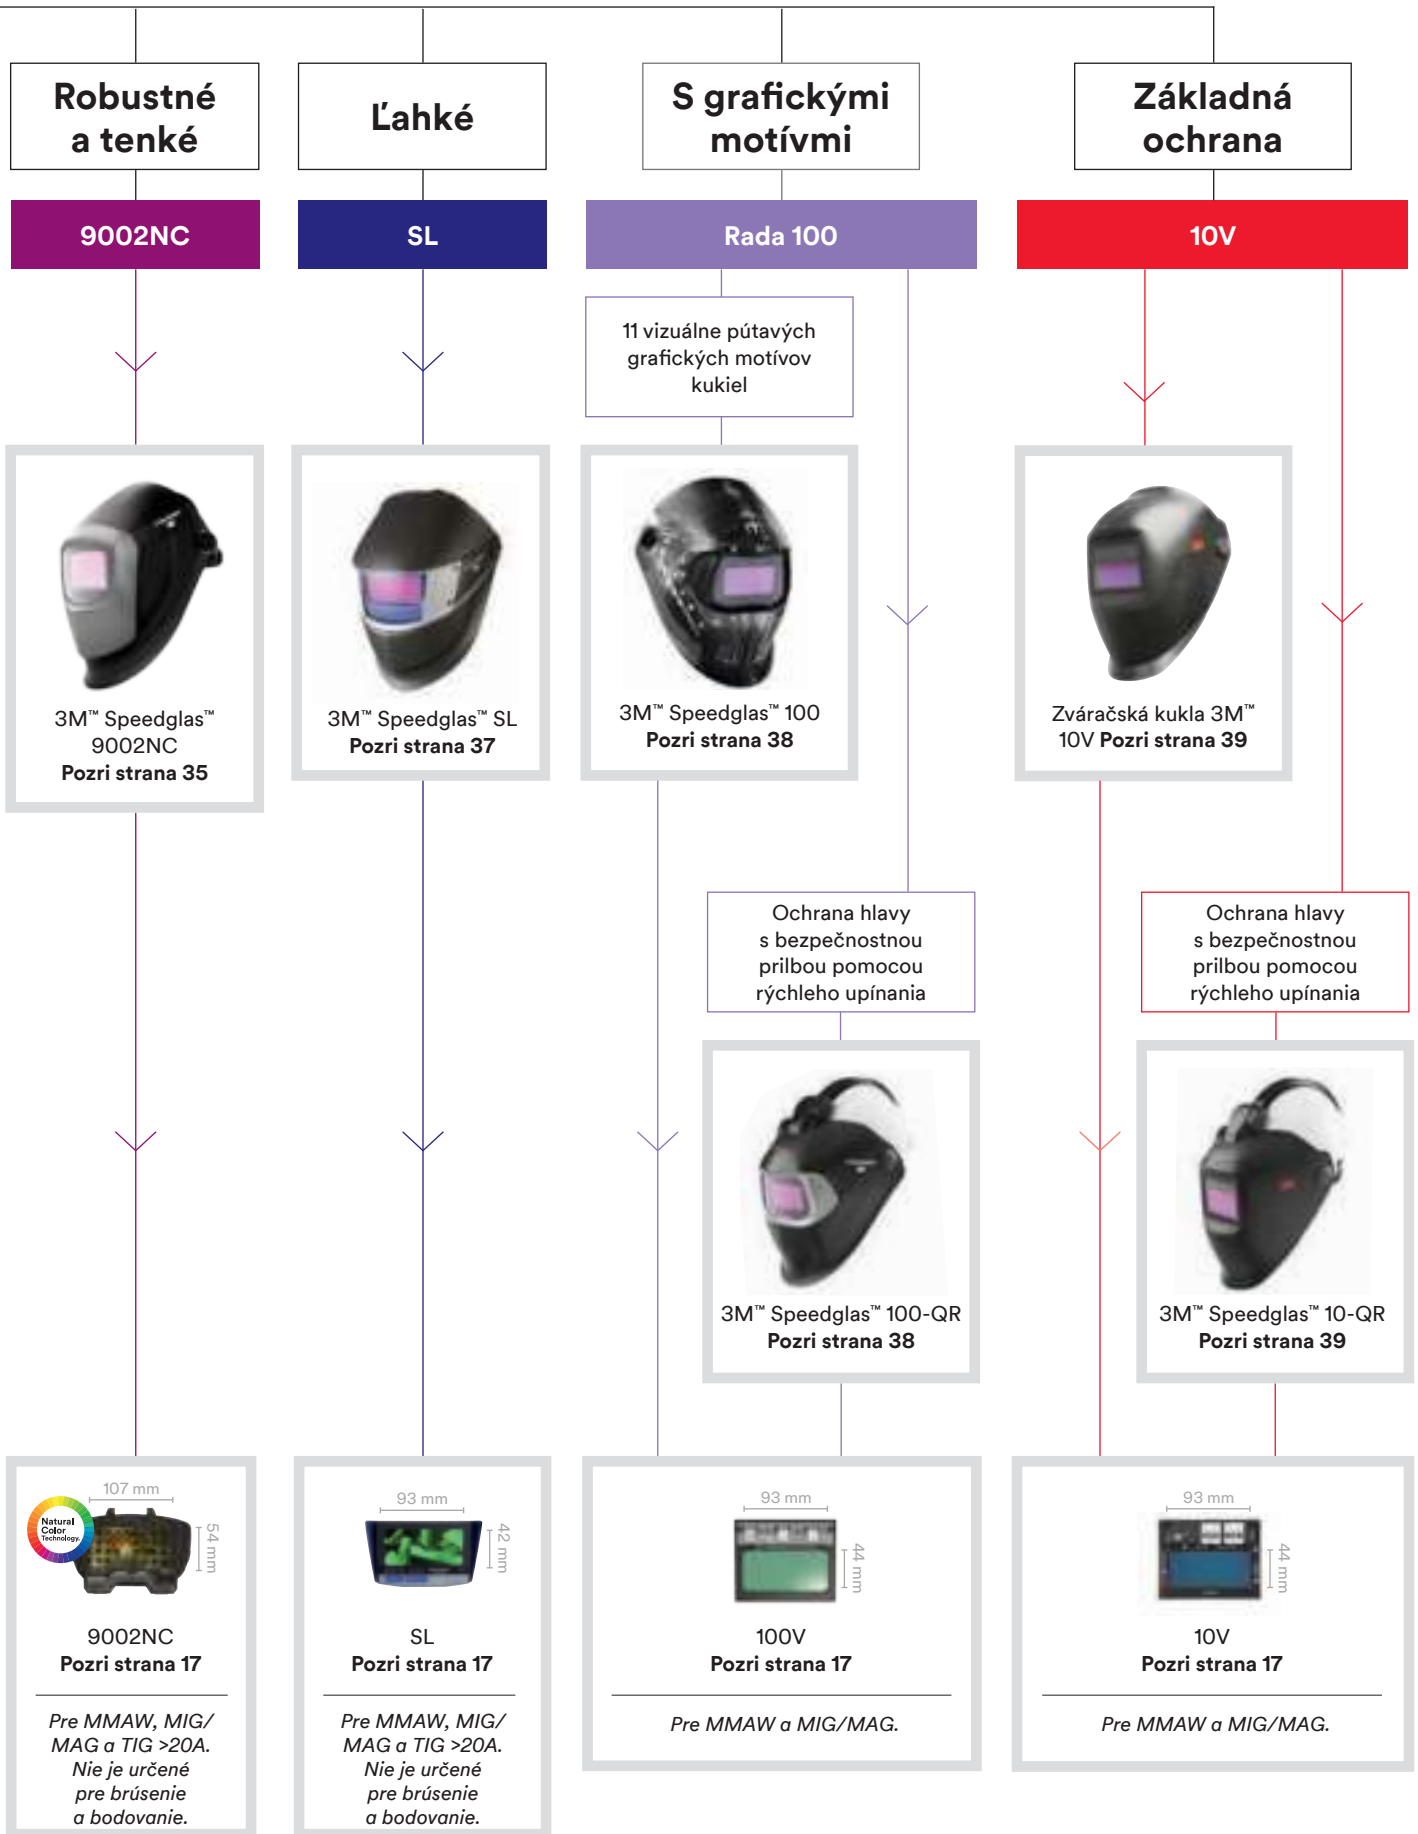 Robustné
a tenké
Ľahké
S grafickými
motívmi
Základná
ochrana
9002NC
SL
Rada 100
10V
11 vizuálne pútavých
grafických motívov
kukiel
3M™ Speedglas™
9002NC
Pozri strana 35
3M™ Speedglas™ SL
Pozri strana 37
3M™ Speedglas™ 100
Pozri strana 38
Zváračská kukla 3M™
10V Pozri strana 39
Ochrana hlavy
s bezpečnostnou
prilbou pomocou
rýchleho upínania
Ochrana hlavy
s bezpečnostnou
prilbou pomocou
rýchleho upínania
3M™ Speedglas™ 100-QR
Pozri strana 38
3M™ Speedglas™ 10-QR
Pozri strana 39
107 mm
54 mm
Natural
Color
Technology.
9002NC
Pozri strana 17
Pre MMAW, MIG/
MAG a TIG >20A.
Nie je určené
pre brúsenie
a bodovanie.
93 mm
42 mm
SL
Pozri strana 17
Pre MMAW, MIG/
MAG a TIG >20A.
Nie je určené
pre brúsenie
a bodovanie.
93 mm
44 mm
100V
Pozri strana 17
Pre MMAW a MIG/MAG.
93 mm
44 mm
10V
Pozri strana 17
Pre MMAW a MIG/MAG.